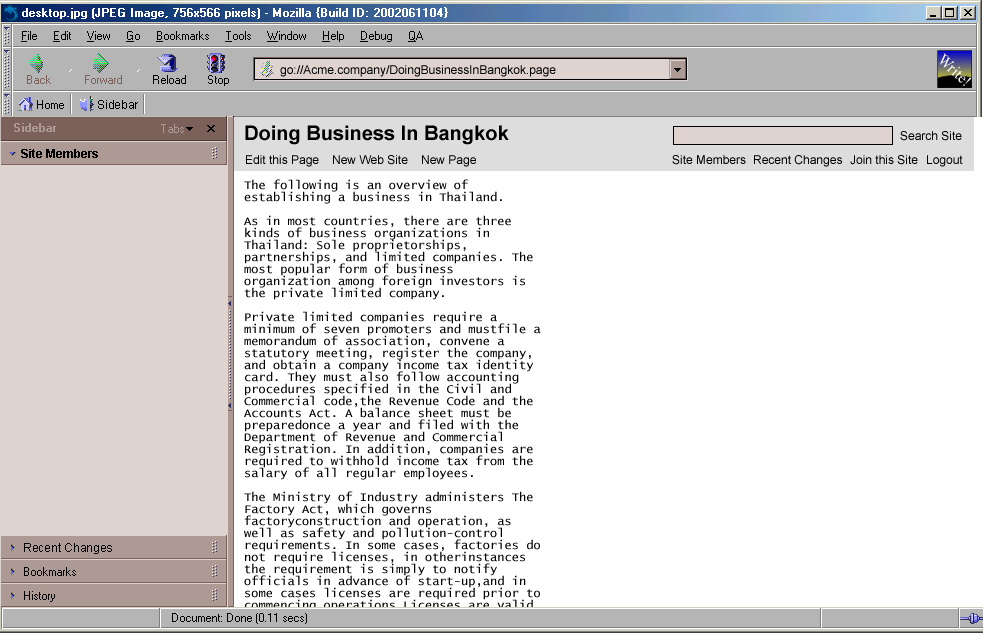 desktop.jpg (JPEG Image, 756x566 pixels) - Mozilla {Build ID: 2002061104}
File Edit View Go Bookmarks Tools Window Help Debug QA
Back Forward Reload Stop go://Acme.company/DoingBusinessInBangkok.page Write!
Home Sidebar
Sidebar Tabs
Site Members
Recent Changes
Bookmarks
History
Doing Business In Bangkok
Search Site
Edit this Page New Web Site New Page Site Members Recent Changes Join this Site Logout
The following is an overview of
establishing a business in Thailand.
As in most countries, there are three
kinds of business organizations in
Thailand: Sole proprietorships,
partnerships, and limited companies. The
most popular form of business
organization among foreign investors is
the private limited company.
Private limited companies require a
minimum of seven promoters and mustfile a
memorandum of association, convene a
statutory meeting, register the company,
and obtain a company income tax identity
card. They must also follow accounting
procedures specified in the Civil and
Commercial code,the Revenue Code and the
Accounts Act. A balance sheet must be
preparedonce a year and filed with the
Department of Revenue and Commercial
Registration. In addition, companies are
required to withhold income tax from the
salary of all regular employees.
The Ministry of Industry administers The
Factory Act, which governs
factoryconstruction and operation, as
well as safety and pollution-control
requirements. In some cases, factories do
not require licenses, in otherinstances
the requirement is simply to notify
officials in advance of start-up,and in
some cases licenses are required prior to
commencing operations.Licenses are valid
Document: Done (0.11 secs)